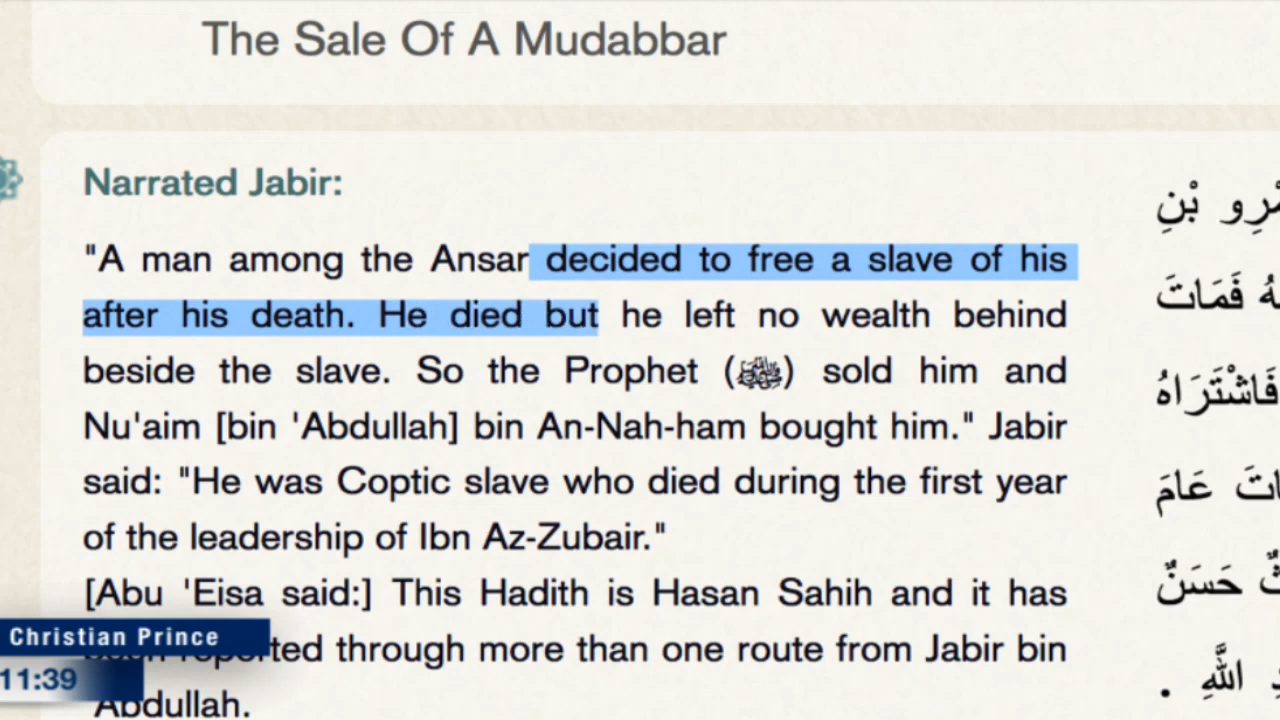 The Sale Of A Mudabbar
Narrated Jabir:
"A man among the Ansar decided to free a slave of his
after his death. He died but he left no wealth behind
beside the slave. So the Prophet (ﷺ) sold him and
Nu'aim [bin 'Abdullah] bin An-Nah-ham bought him." Jabir
said: "He was Coptic slave who died during the first year
of the leadership of Ibn Az-Zubair."
[Abu 'Eisa said:] This Hadith is Hasan Sahih and it has
been reported through more than one route from Jabir bin
'Abdullah.
بْنِ
فَمَاتَ
فَاشْتَرَاهُ
عَامَ
حَسَنٌ
اللَّهِ .
Christian Prince
11:39